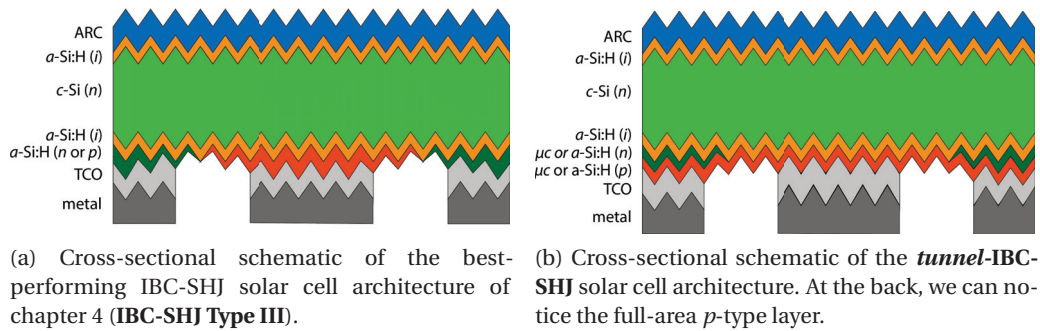 ARC
a-Si:H (i)
c-Si (n)
a-Si:H (i)
a-Si:H (n or p)
TCO
metal
(a) Cross-sectional schematic of the best-
performing IBC-SHJ solar cell architecture of
chapter 4 (IBC-SHJ Type III).
ARC
a-Si:H (i)
c-Si (n)
a-Si:H (i)
µc or a-Si:H (n)
µc or a-Si:H (p)
TCO
metal
(b) Cross-sectional schematic of the tunnel-IBC-
SHJ solar cell architecture. At the back, we can no-
tice the full-area p-type layer.